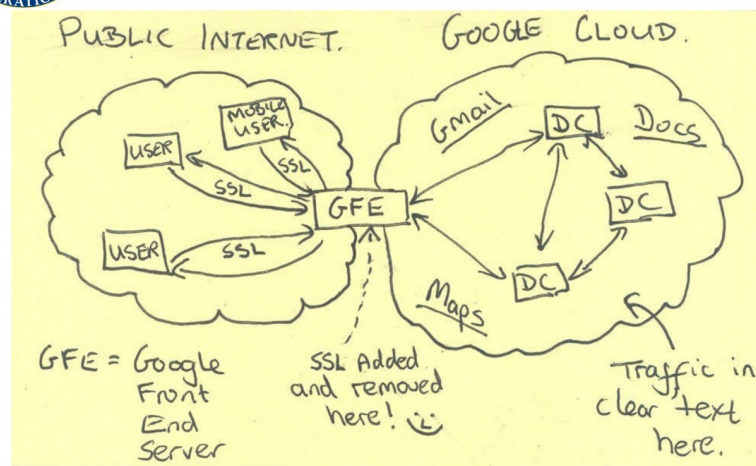 PUBLIC INTERNET.
GOOGLE CLOUD.
MOBILE
USER.
USER
SSL
SSL
GFE
USER
SSL
Gmail
DC
Docs
DC
DC
Maps
GFE = Google
Front
End
Server
SSL Added
and removed
here!
Traffic in
clear text
here.